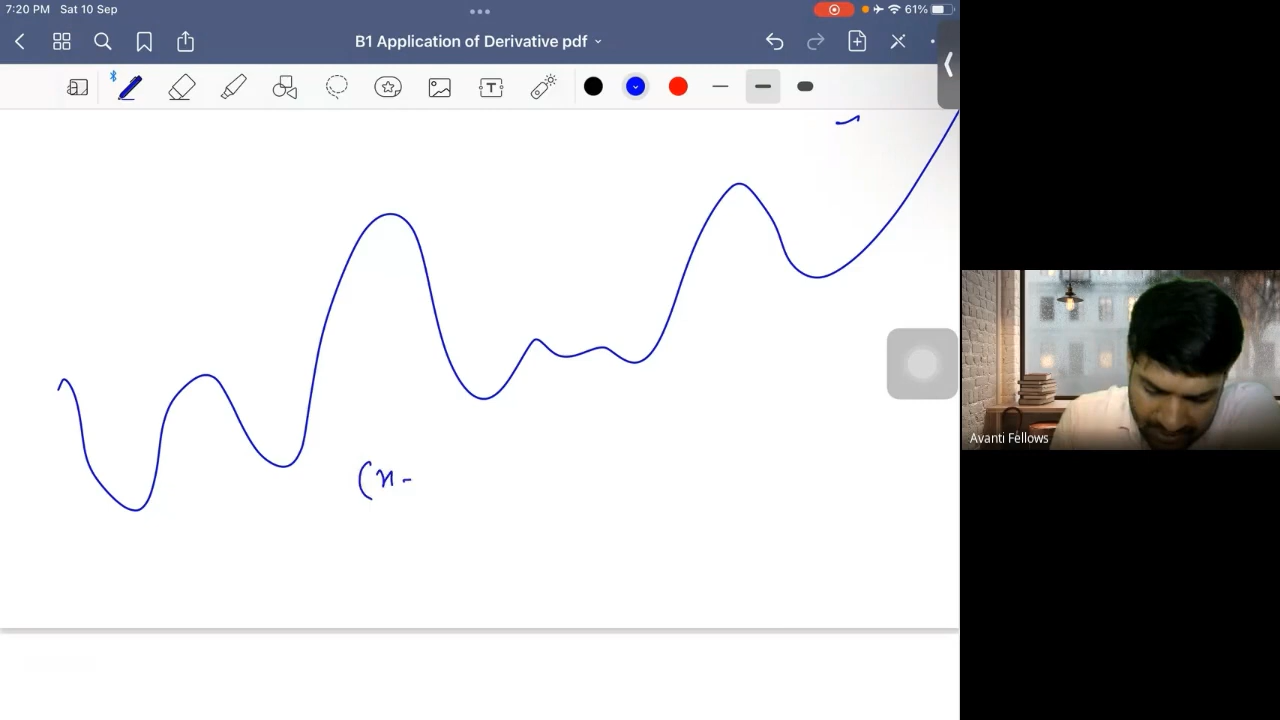 7:20 PM Sat 10 Sep
61%
B1 Application of Derivative pdf
T
(x -
Avanti Fellows